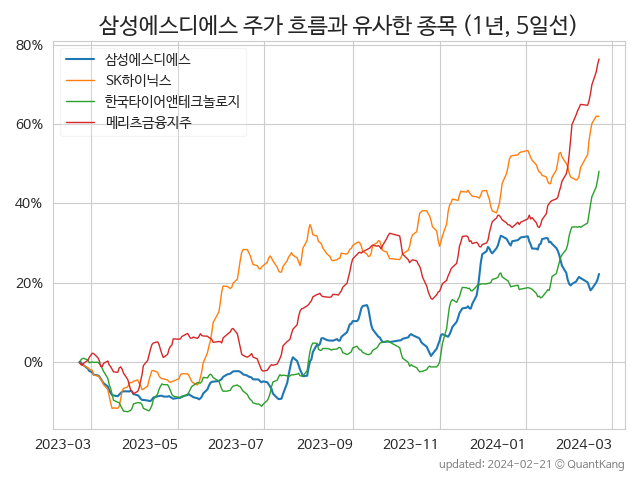 삼성에스디에스 주가 흐름과 유사한 종목 (1년, 5일선)
80%
삼성에스디에스
SK하이닉스
한국타이어앤테크놀로지
메리츠금융지주
60%
40%
20%
0%
2023-03 2023-05 2023-07 2023-09 2023-11 2024-01 2024-03
updated: 2024-02-21 © QuantKang